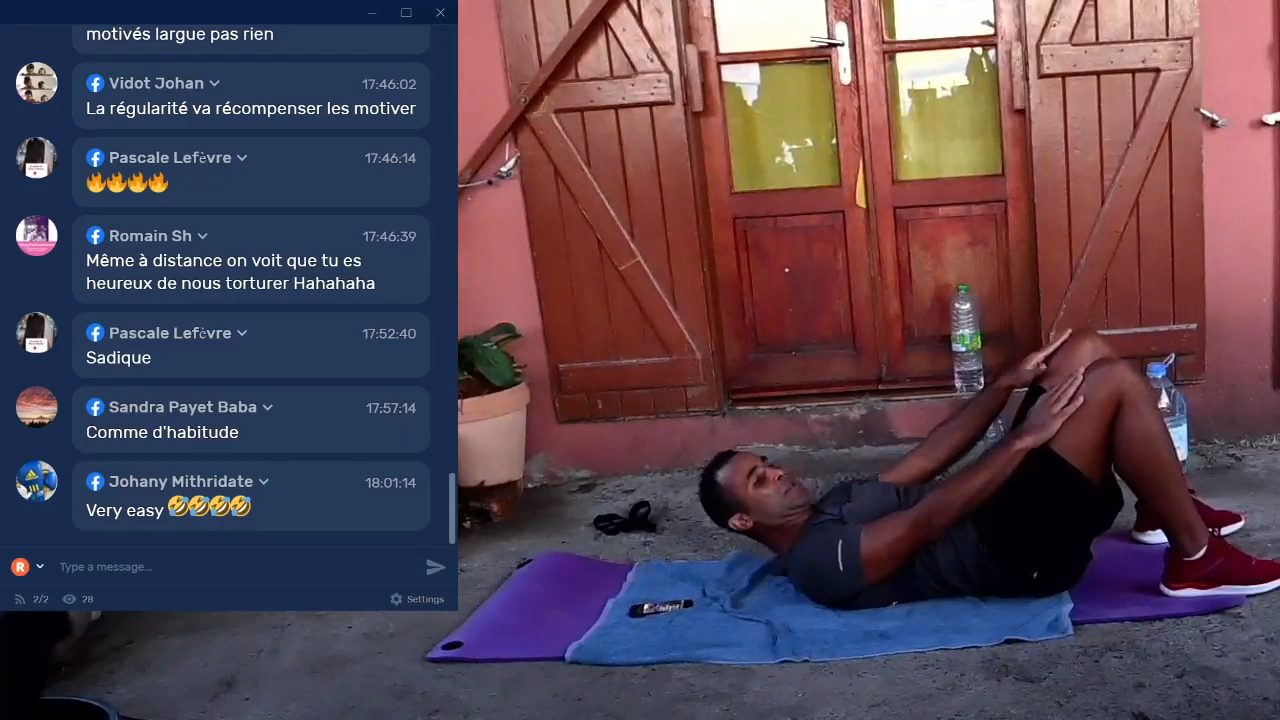 motivés largue pas rien
Vidot Johan 17:46:02
La régularité va récompenser les motiver
Pascale Lefèvre 17:46:14
🔥🔥🔥🔥
Romain Sh 17:46:39
Même à distance on voit que tu es
heureux de nous torturer Hahahaha
Pascale Lefèvre 17:52:40
Sadique
Sandra Payet Baba 17:57:14
Comme d'habitude
Johany Mithridate 18:01:14
Very easy 🤣🤣🤣🤣
R Type a message...
2/2 28 Settings